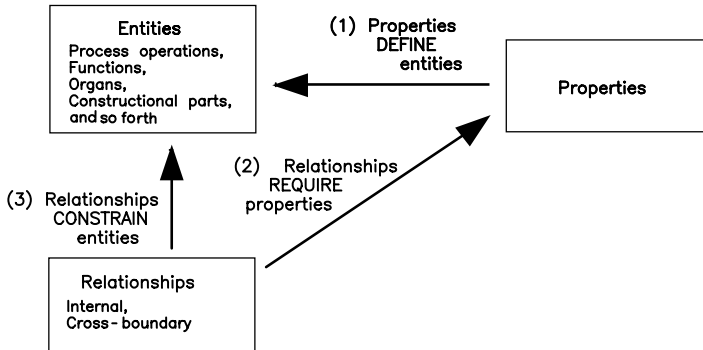 Entities
Process operations,
Functions,
Organs,
Constructional parts,
and so forth
(1) Properties
DEFINE
entities
Properties
(2) Relationships
REQUIRE
properties
(3) Relationships
CONSTRAIN
entities
Relationships
Internal,
Cross-boundary